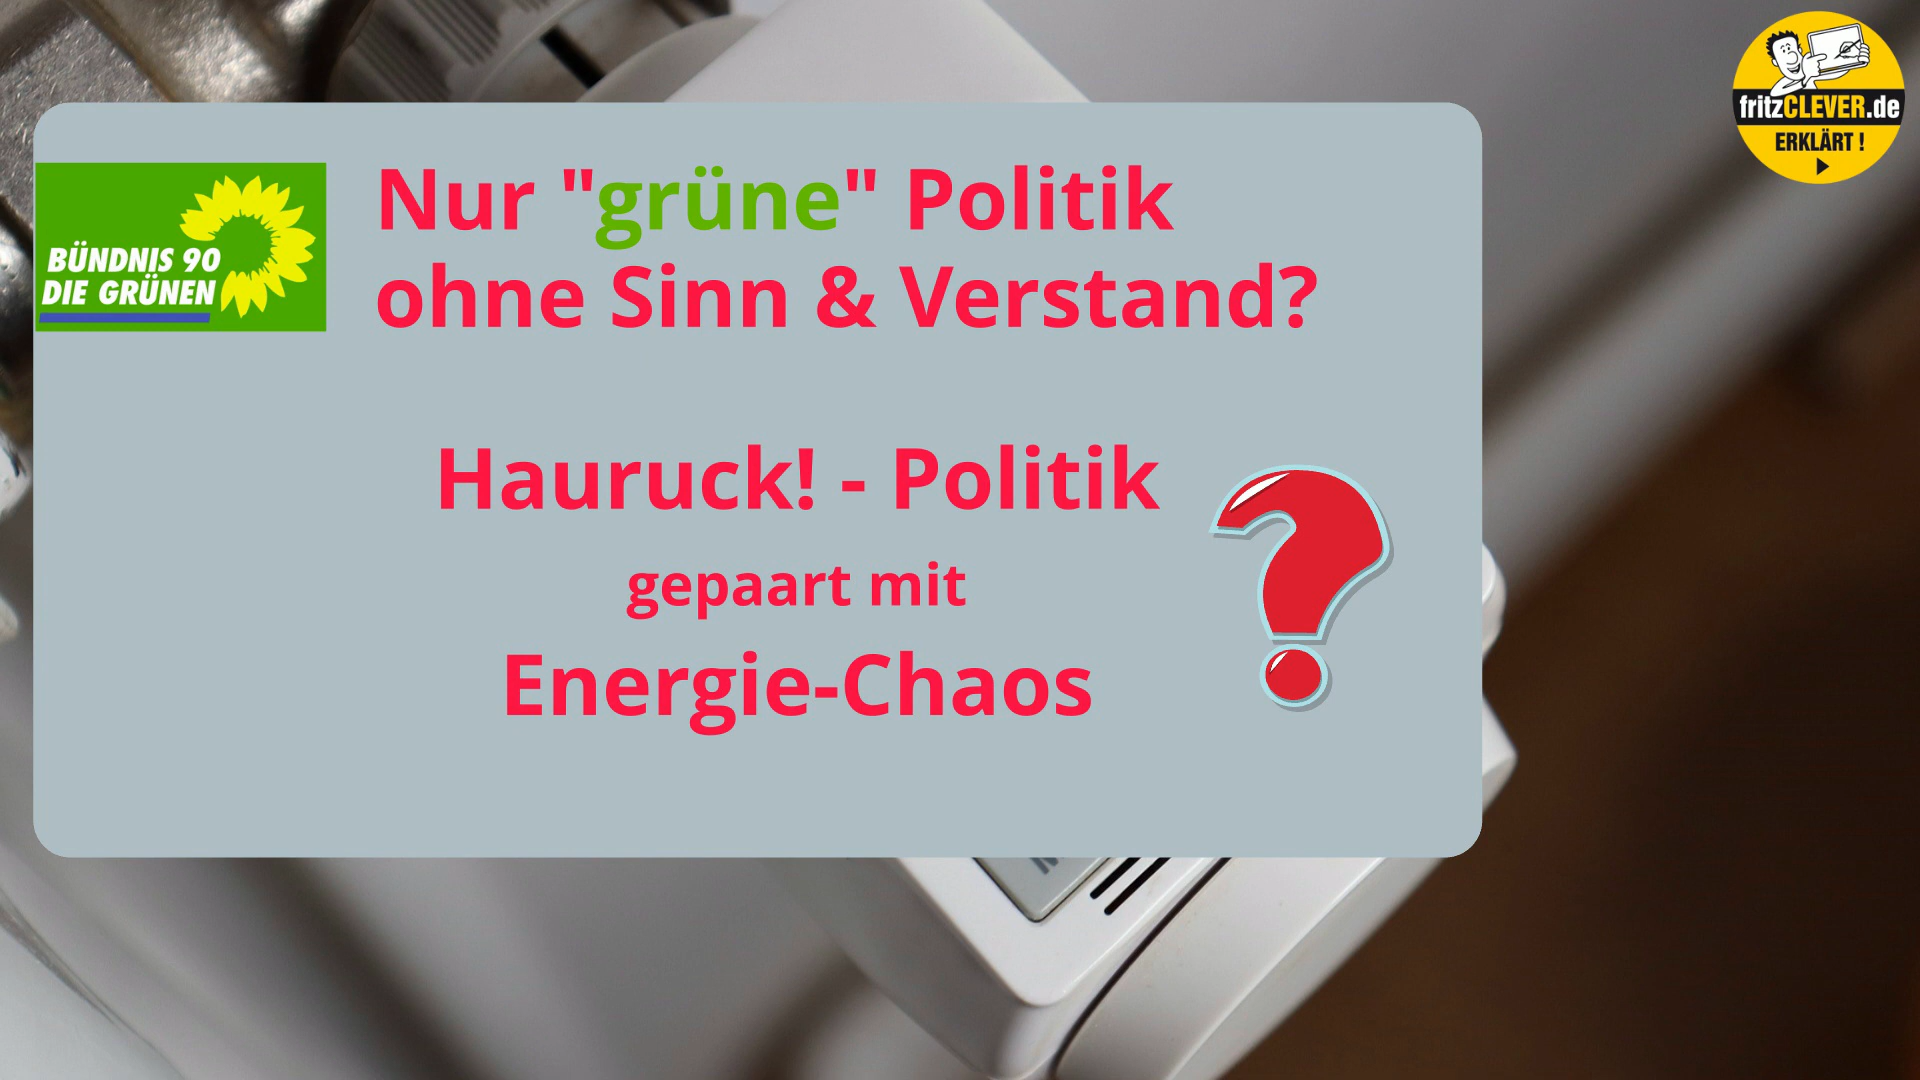 fritzCLEVER.de
ERKLÄRT !
BÜNDNIS 90
DIE GRÜNEN
Nur "grüne" Politik
ohne Sinn & Verstand?
Hauruck! - Politik
gepaart mit
Energie-Chaos
?